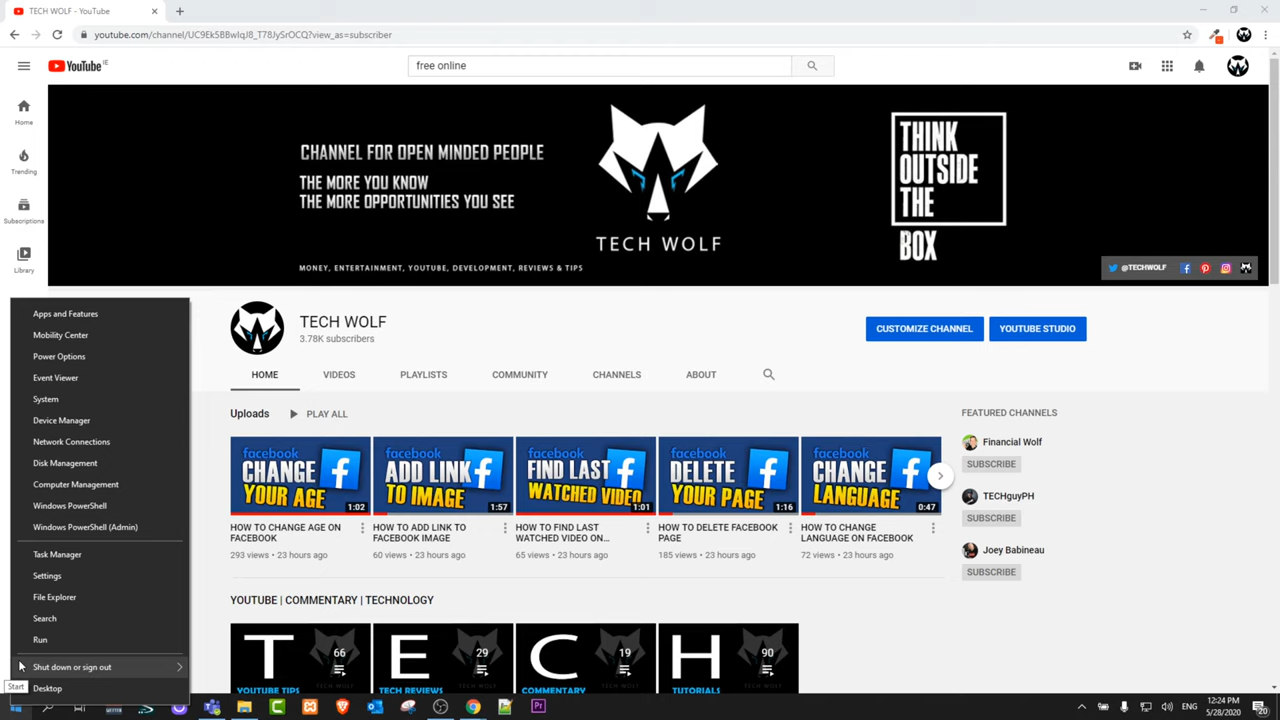 TECH WOLF - YouTube
youtube.com/channel/UC9Ek5BBwIqJ8_T78JySrOCQ?view_as=subscriber
YouTube IE
free online
Home
Trending
Subscriptions
Library
CHANNEL FOR OPEN MINDED PEOPLE
THE MORE YOU KNOW
THE MORE OPPORTUNITIES YOU SEE
MONEY, ENTERTAINMENT, YOUTUBE, DEVELOPMENT, REVIEWS & TIPS
TECH WOLF
THINK
OUTSIDE
THE
BOX
@TECHWOLF
TECH WOLF
3.78K subscribers
CUSTOMIZE CHANNEL
YOUTUBE STUDIO
HOME
VIDEOS
PLAYLISTS
COMMUNITY
CHANNELS
ABOUT
Uploads
PLAY ALL
facebook
CHANGE
YOUR AGE
1:02
HOW TO CHANGE AGE ON
FACEBOOK
293 views • 23 hours ago
facebook
ADD LINK
TO IMAGE
1:57
HOW TO ADD LINK TO
FACEBOOK IMAGE
60 views • 23 hours ago
facebook
FIND LAST
WATCHED VIDEO
1:01
HOW TO FIND LAST
WATCHED VIDEO ON...
65 views • 23 hours ago
facebook
DELETE
YOUR PAGE
1:16
HOW TO DELETE FACEBOOK
PAGE
185 views • 23 hours ago
facebook
CHANGE
LANGUAGE
0:47
HOW TO CHANGE
LANGUAGE ON FACEBOOK
72 views • 23 hours ago
FEATURED CHANNELS
Financial Wolf
SUBSCRIBE
TECHguyPH
SUBSCRIBE
Joey Babineau
SUBSCRIBE
YOUTUBE | COMMENTARY | TECHNOLOGY
T
66
YOUTUBE TIPS
E
29
TECH REVIEWS
C
19
COMMENTARY
H
90
TUTORIALS
Apps and Features
Mobility Center
Power Options
Event Viewer
System
Device Manager
Network Connections
Disk Management
Computer Management
Windows PowerShell
Windows PowerShell (Admin)
Task Manager
Settings
File Explorer
Search
Run
Shut down or sign out
Desktop
Start
ENG
12:24 PM
5/28/2020
20